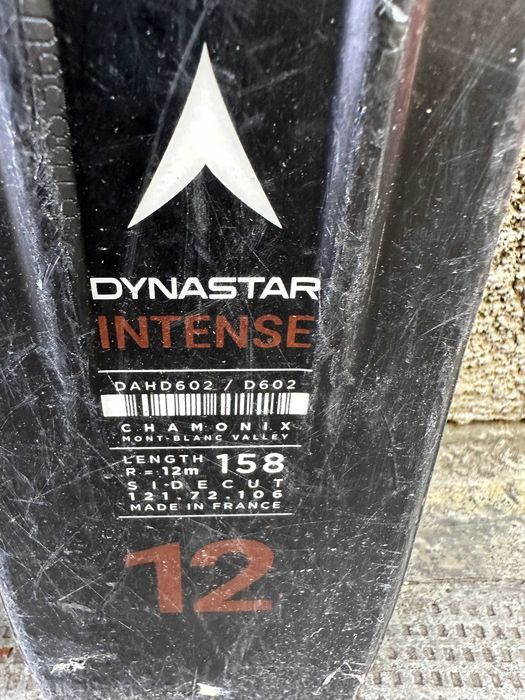 DYNASTAR
INTENSE
DAHD602 / D602
CHAMONIX
MONT-BLANC VALLEY
LENGTH 158
R = 12m
SIDECUT
121.72.106
MADE IN FRANCE
12